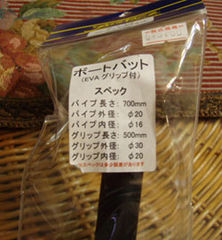 ボートバット
(EVAグリップ付)
スペック
パイプ長さ:700mm
パイプ外径:φ20
パイプ内径:φ16
グリップ長さ:500mm
グリップ外径:φ30
グリップ内径:φ20